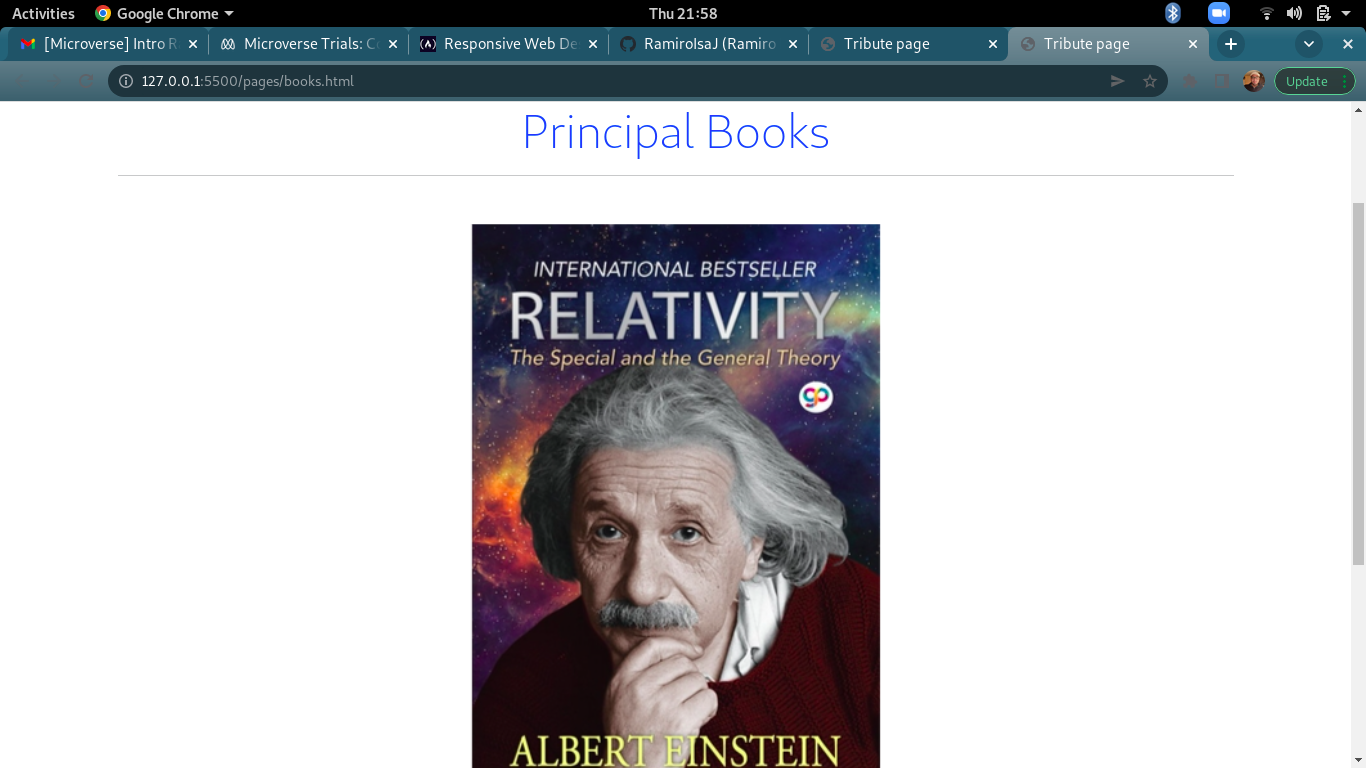 Activities Google Chrome Thu 21:58
[Microverse] Intro R Microverse Trials: Co Responsive Web De RamiroIsaJ (Ramiro Tribute page Tribute page
127.0.0.1:5500/pages/books.html Update
Principal Books
INTERNATIONAL BESTSELLER
RELATIVITY
The Special and the General Theory
gp
ALBERT EINSTEIN